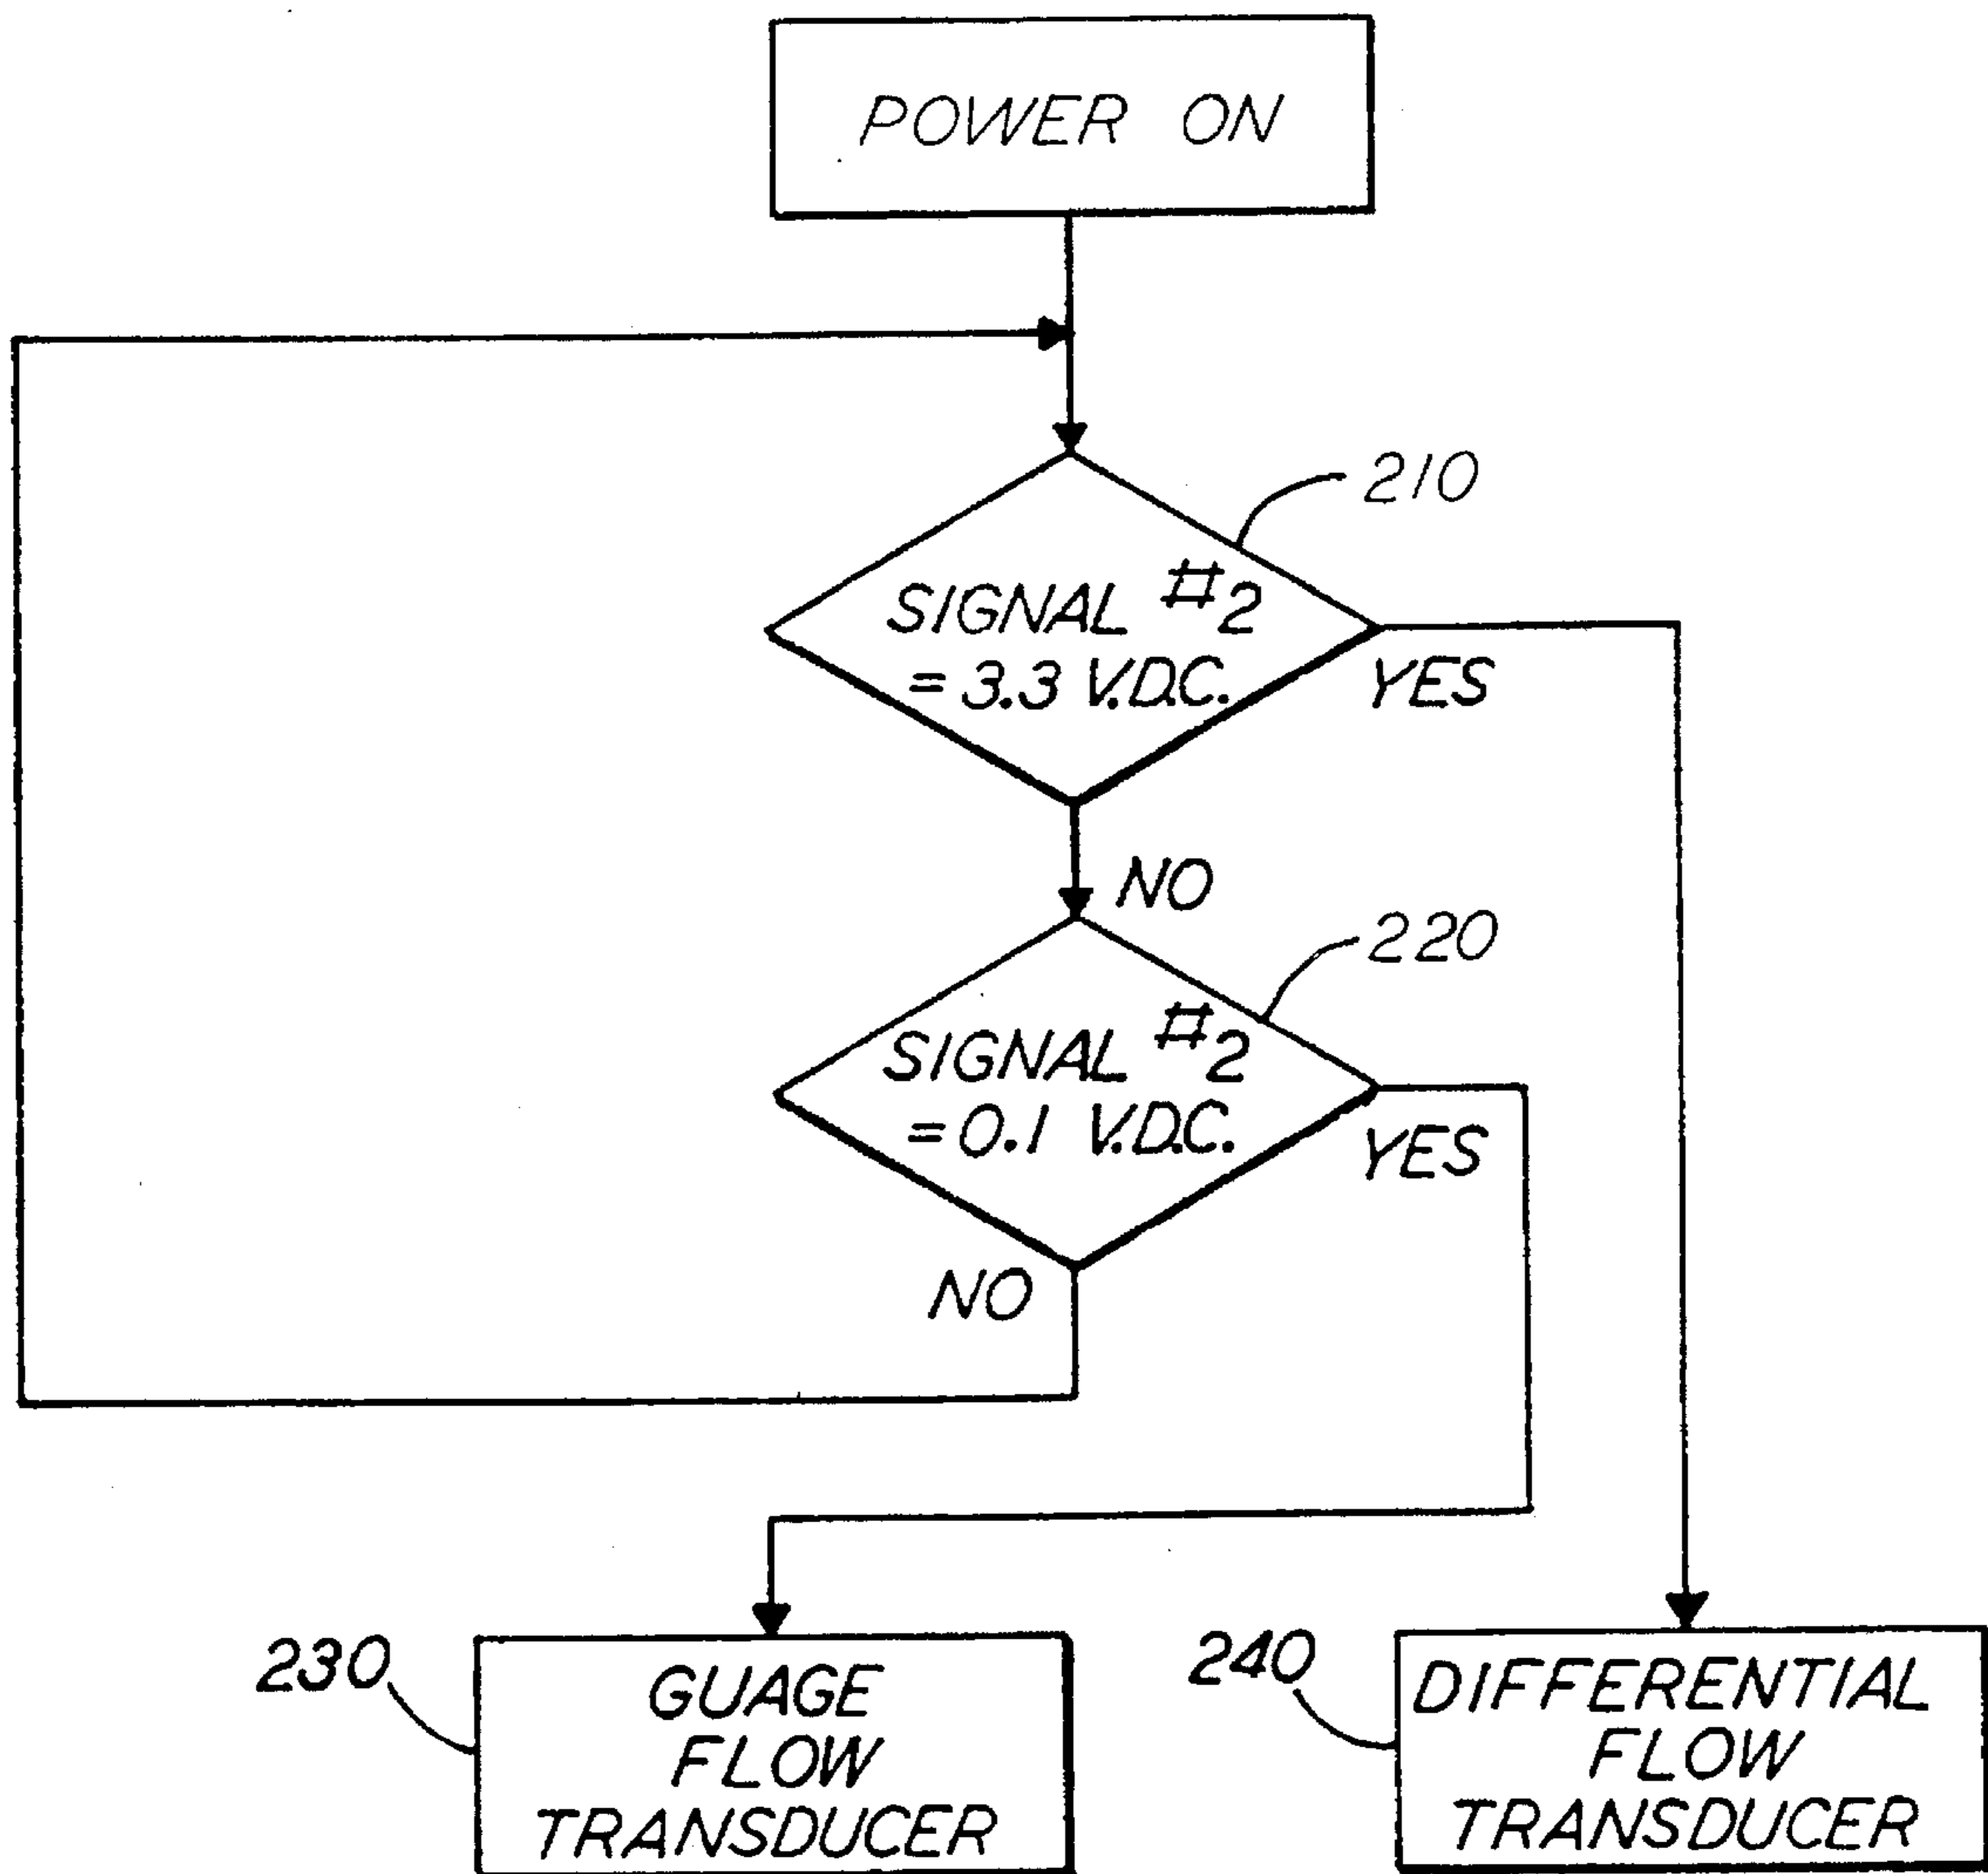 POWER ON
210
SIGNAL #2
= 3.3 V.D.C.
YES
NO
220
SIGNAL #2
= 0.1 V.D.C.
YES
NO
230
GUAGE
FLOW
TRANSDUCER
240
DIFFERENTIAL
FLOW
TRANSDUCER